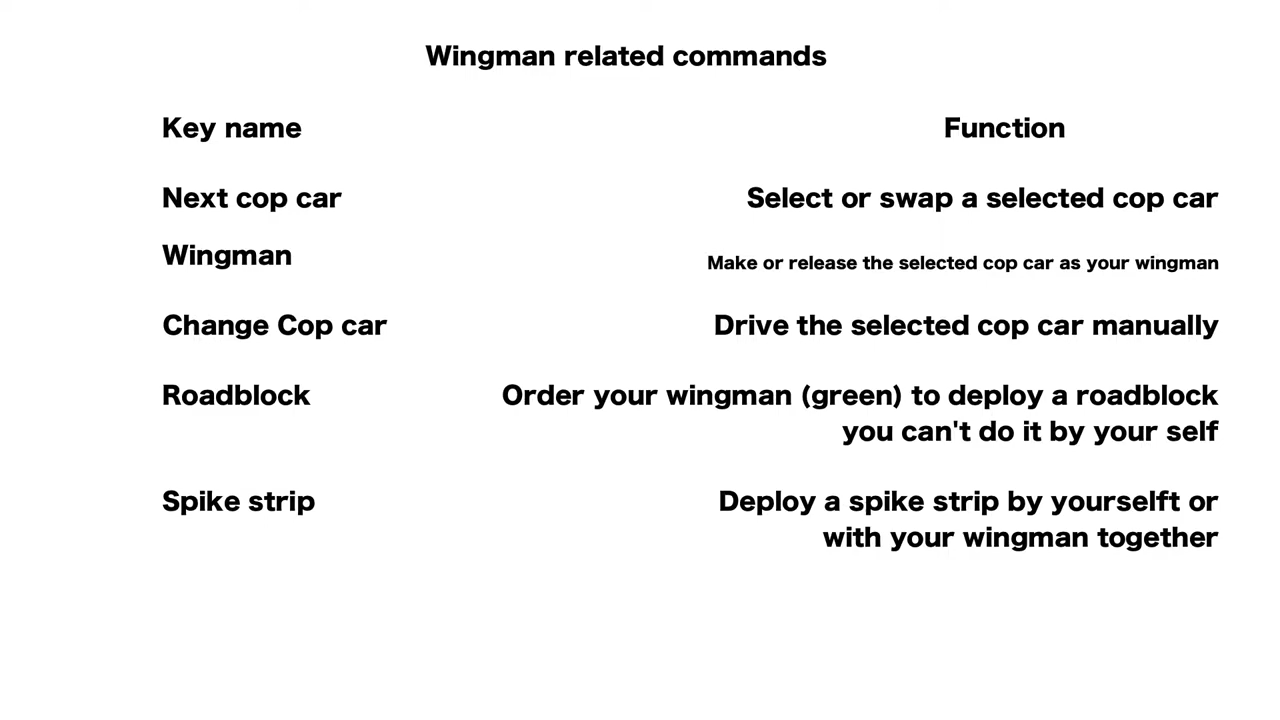 Wingman related commands
Key name Function
Next cop car Select or swap a selected cop car
Wingman Make or release the selected cop car as your wingman
Change Cop car Drive the selected cop car manually
Roadblock Order your wingman (green) to deploy a roadblock
you can't do it by your self
Spike strip Deploy a spike strip by yourselft or
with your wingman together